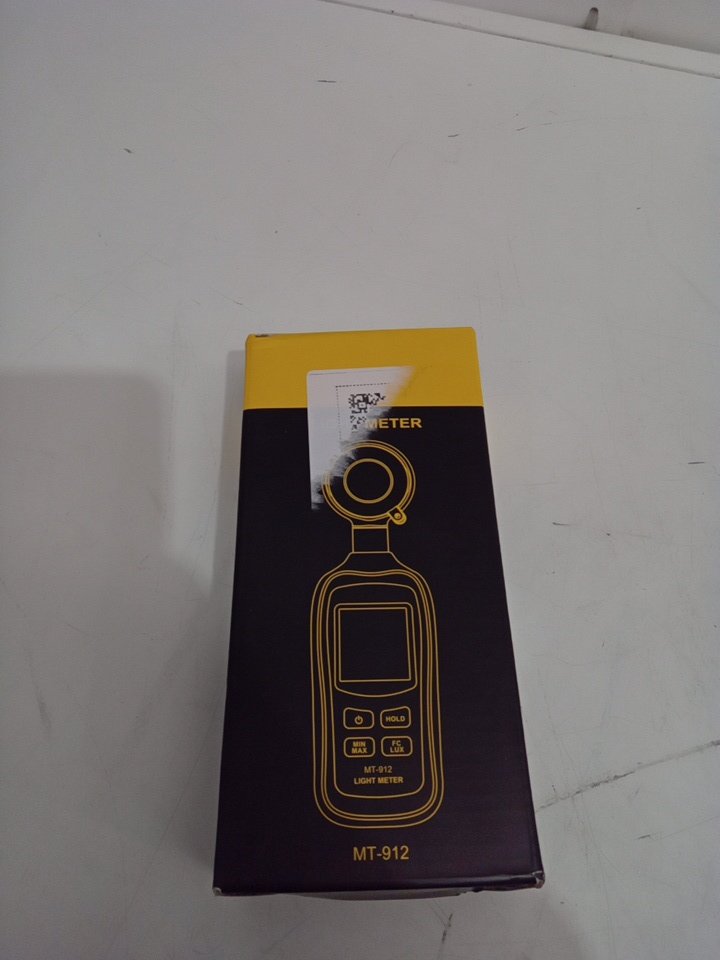 METER
HOLD
MIN
MAX
FC
LUX
MT-912
LIGHT METER
MT-912